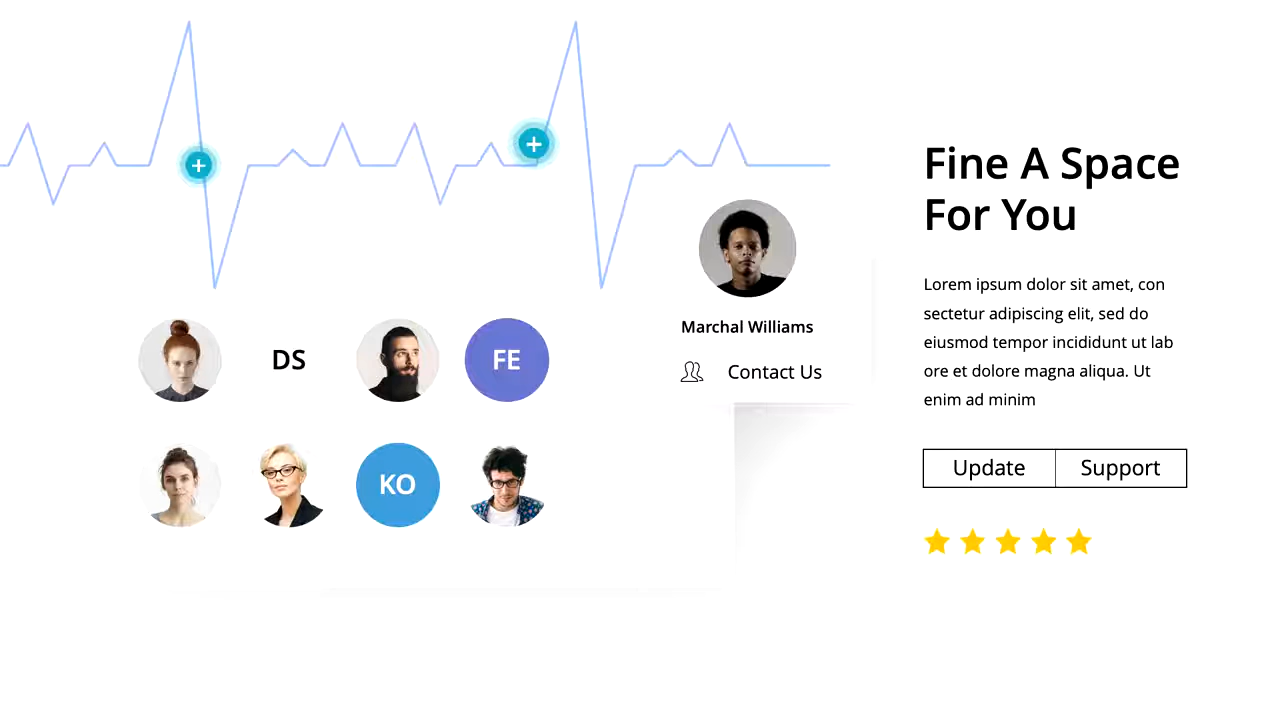 Fine A Space
For You
Marchal Williams
Contact Us
DS
FE
KO
Lorem ipsum dolor sit amet, con
sectetur adipiscing elit, sed do
eiusmod tempor incididunt ut lab
ore et dolore magna aliqua. Ut
enim ad minim
Update
Support